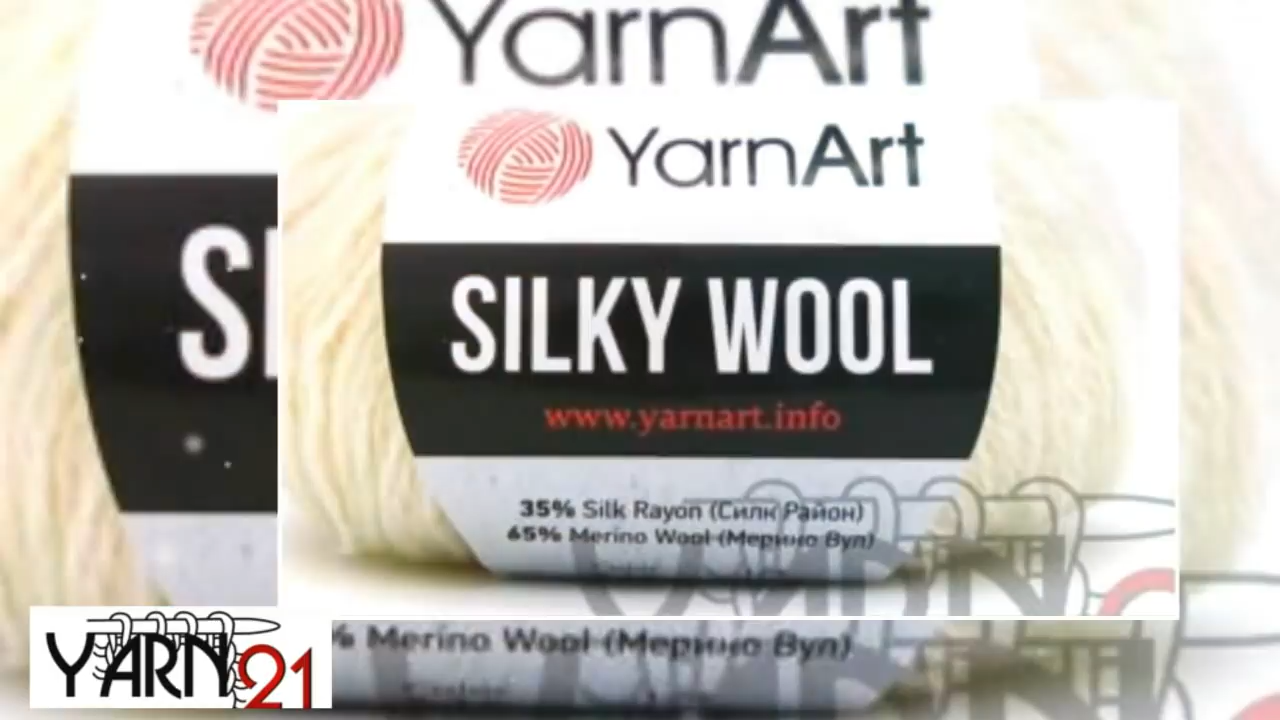 YarnArt
YarnArt
SILKY WOOL
www.yarnart.info
35% Silk Rayon (Силк Район)
65% Merino Wool (Мерино Вул)
% Merino Wool (Мерино Вул)
YARN21